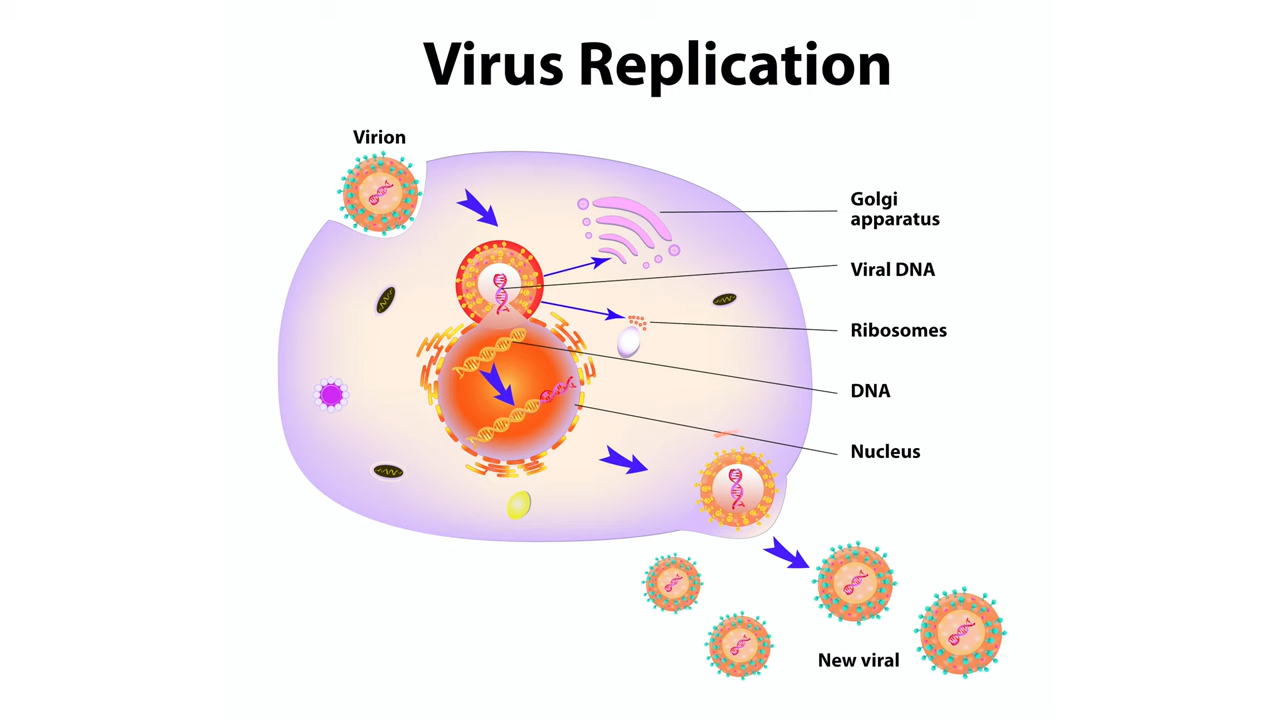 Virus Replication
Virion
Golgi
apparatus
Viral DNA
Ribosomes
DNA
Nucleus
New viral